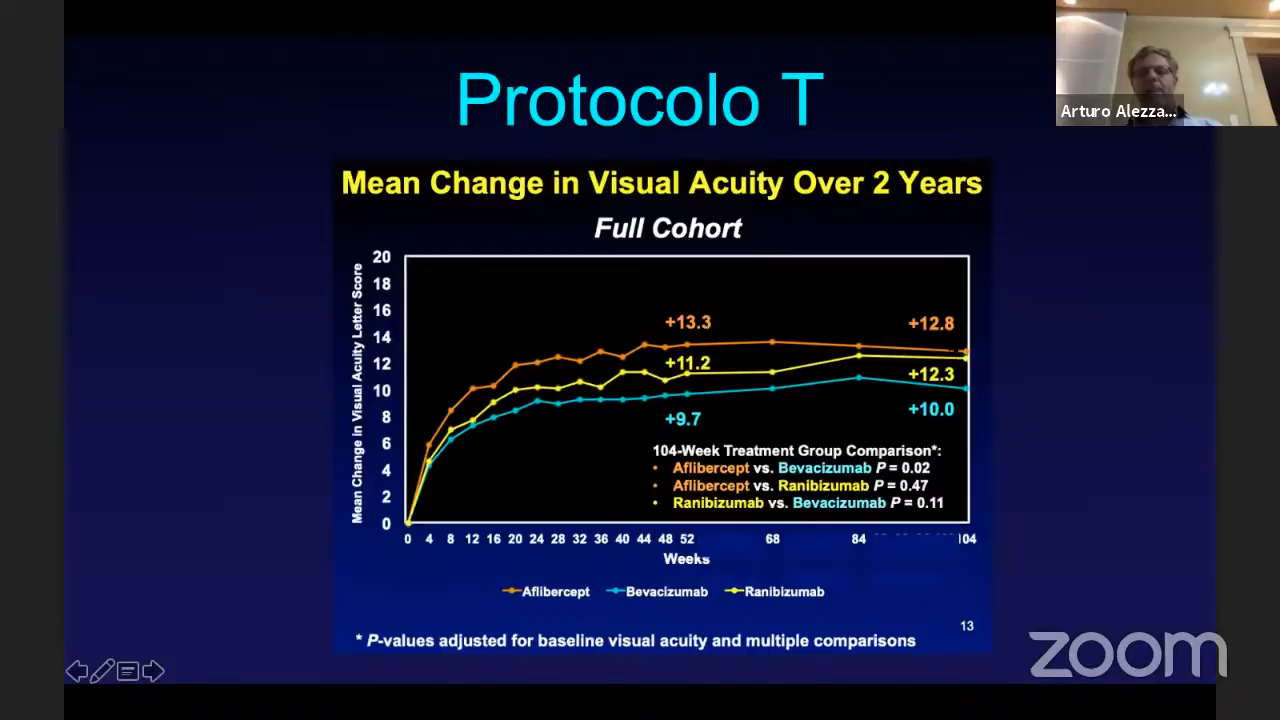 Protocolo T
Arturo Alezza...
Mean Change in Visual Acuity Over 2 Years
Full Cohort
Mean Change in Visual Acuity Letter Score
20
18
16
14
12
10
8
6
4
2
0
+13.3
+12.8
+11.2
+12.3
+9.7
+10.0
104-Week Treatment Group Comparison*:
• Aflibercept vs. Bevacizumab P = 0.02
• Aflibercept vs. Ranibizumab P = 0.47
• Ranibizumab vs. Bevacizumab P = 0.11
0 4 8 12 16 20 24 28 32 36 40 44 48 52 68 84 104
Weeks
Aflibercept Bevacizumab Ranibizumab
13
* P-values adjusted for baseline visual acuity and multiple comparisons
zoom